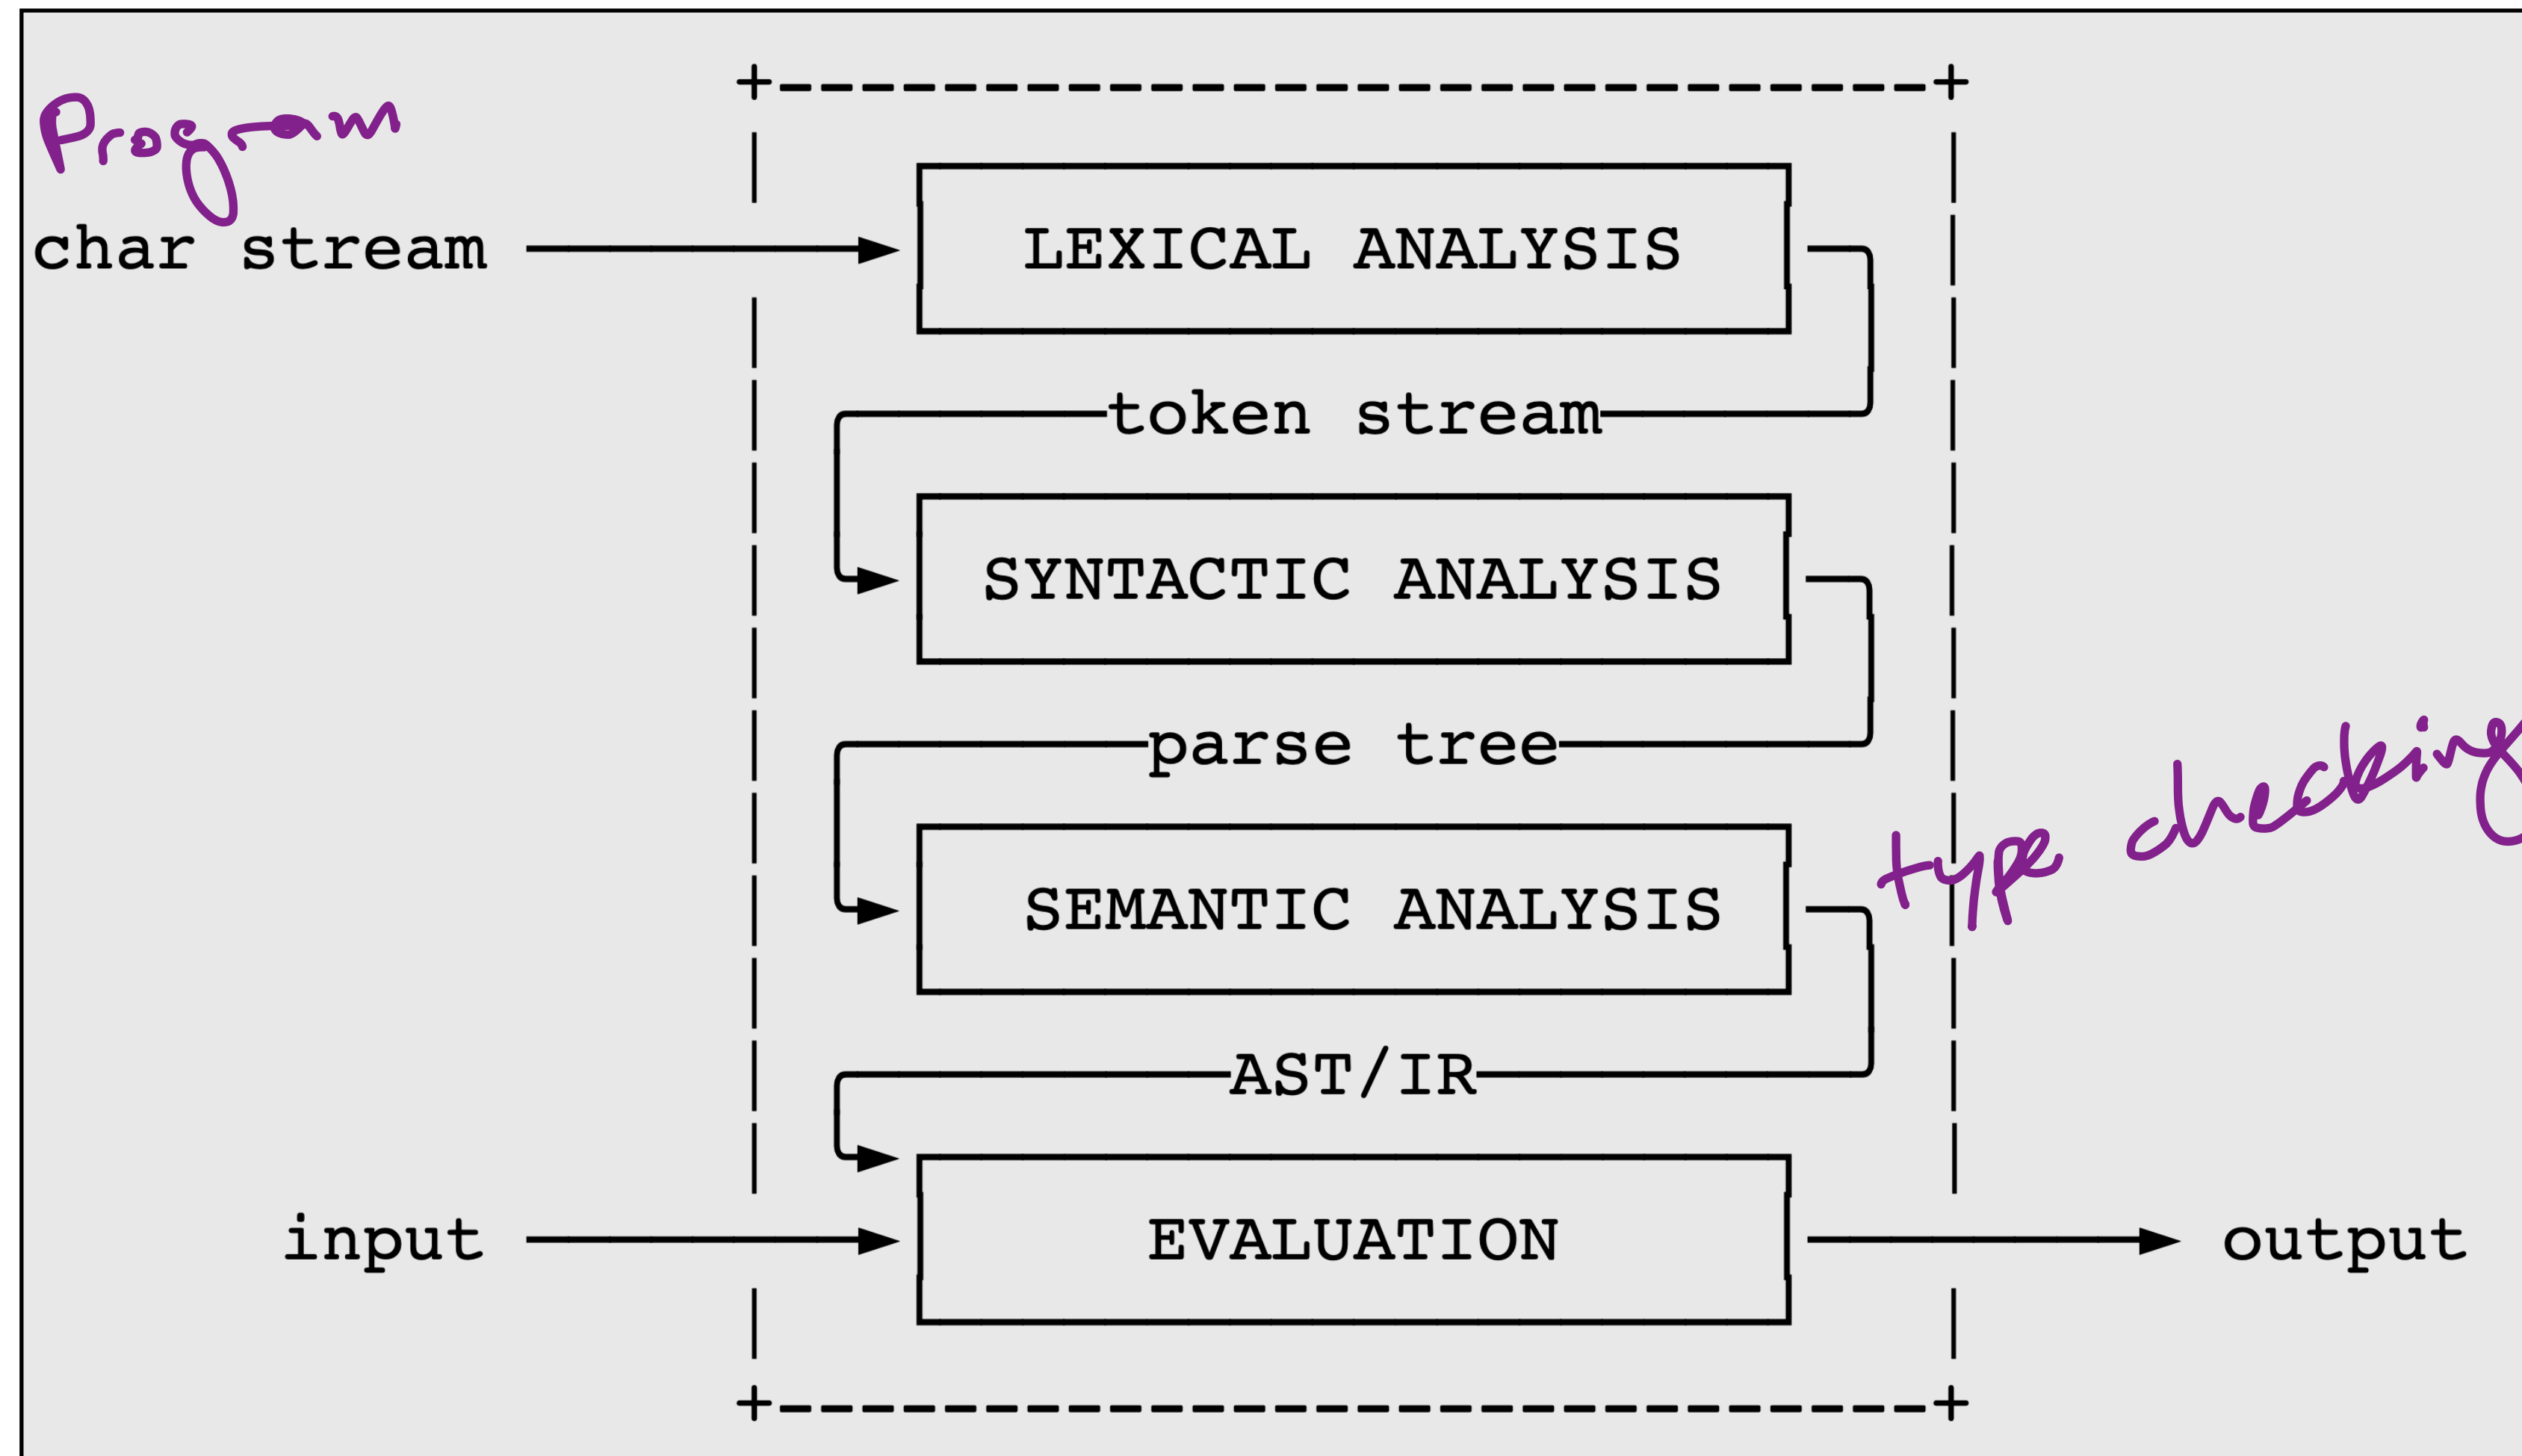 Program
char stream
LEXICAL ANALYSIS
token stream
SYNTACTIC ANALYSIS
parse tree
type checking
SEMANTIC ANALYSIS
AST/IR
input
EVALUATION
output